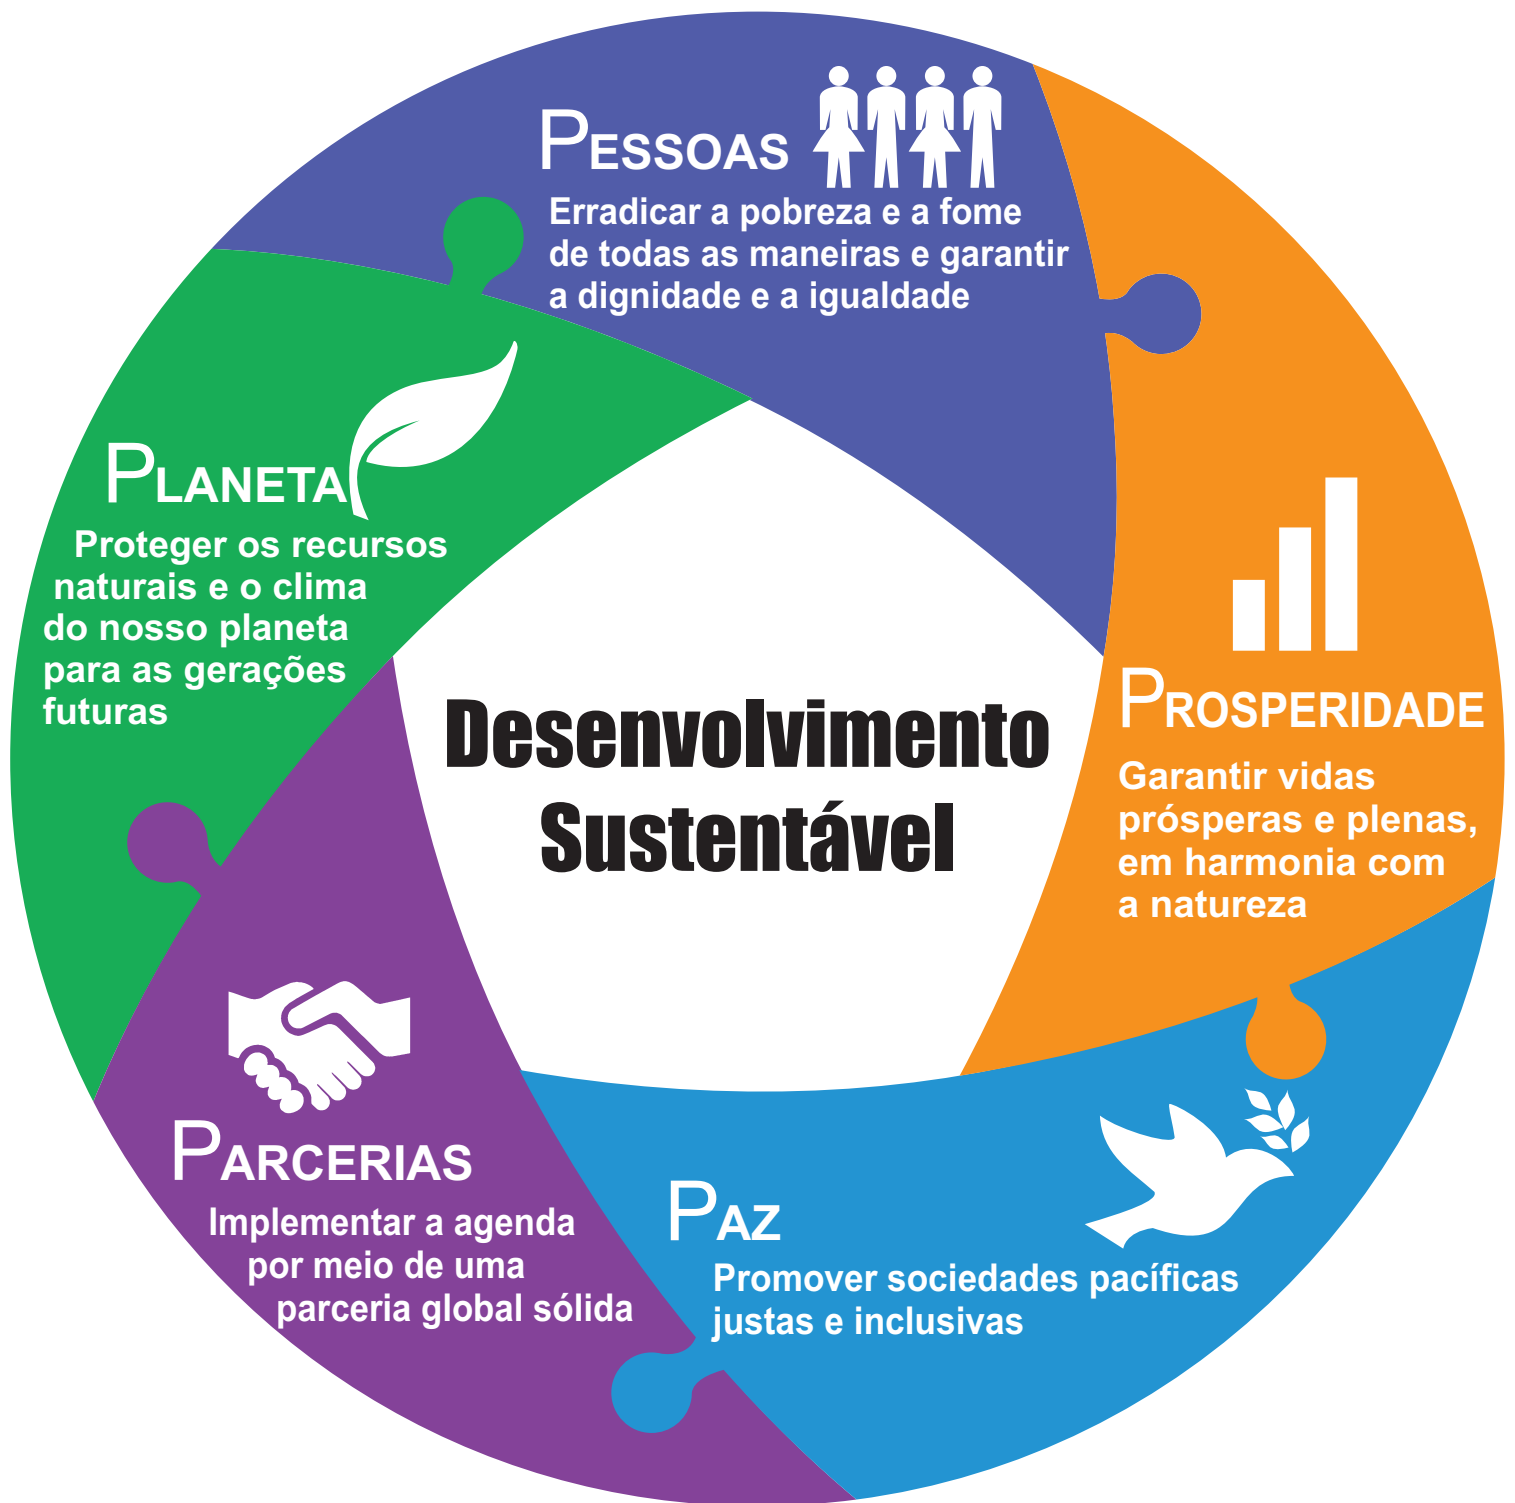 PESSOAS
Erradicar a pobreza e a fome
de todas as maneiras e garantir
a dignidade e a igualdade
PROSPERIDADE
Garantir vidas
prósperas e plenas,
em harmonia com
a natureza
PAZ
Promover sociedades pacíficas
justas e inclusivas
PARCERIAS
Implementar a agenda
por meio de uma
parceria global sólida
PLANETA
Proteger os recursos
naturais e o clima
do nosso planeta
para as gerações
futuras
Desenvolvimento
Sustentável